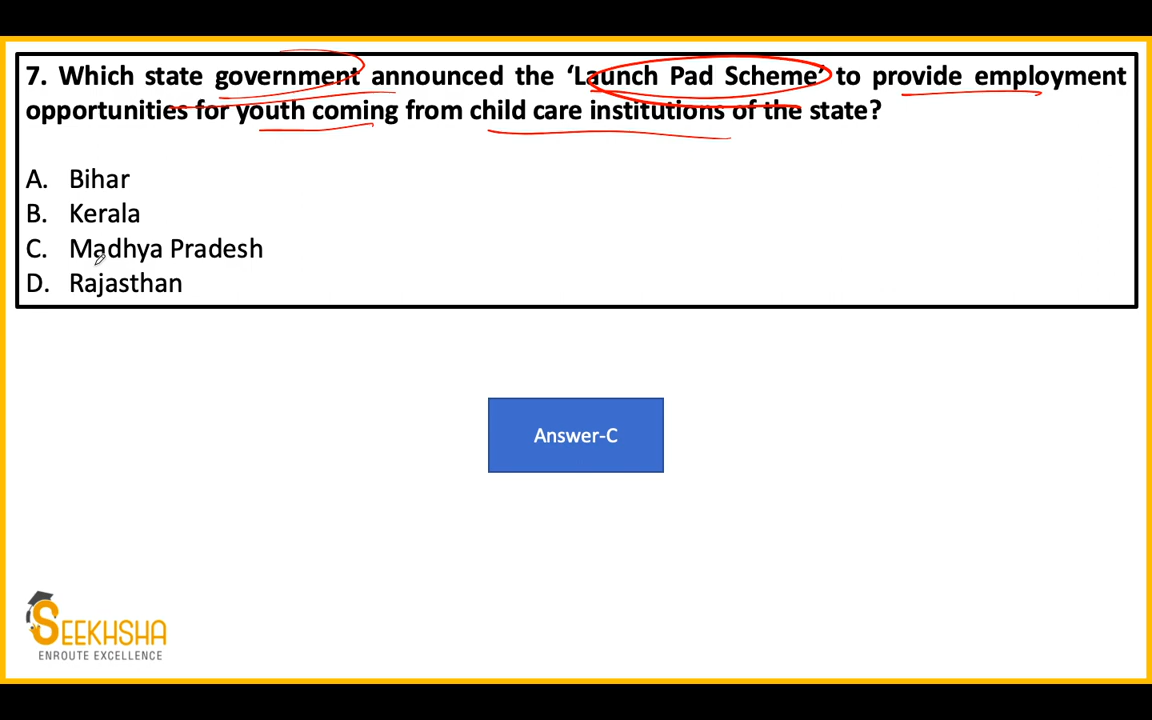 7. Which state government announced the ‘Launch Pad Scheme’ to provide employment
opportunities for youth coming from child care institutions of the state?
A. Bihar
B. Kerala
C. Madhya Pradesh
D. Rajasthan
Answer-C
SEEKHSHA
ENROUTE EXCELLENCE